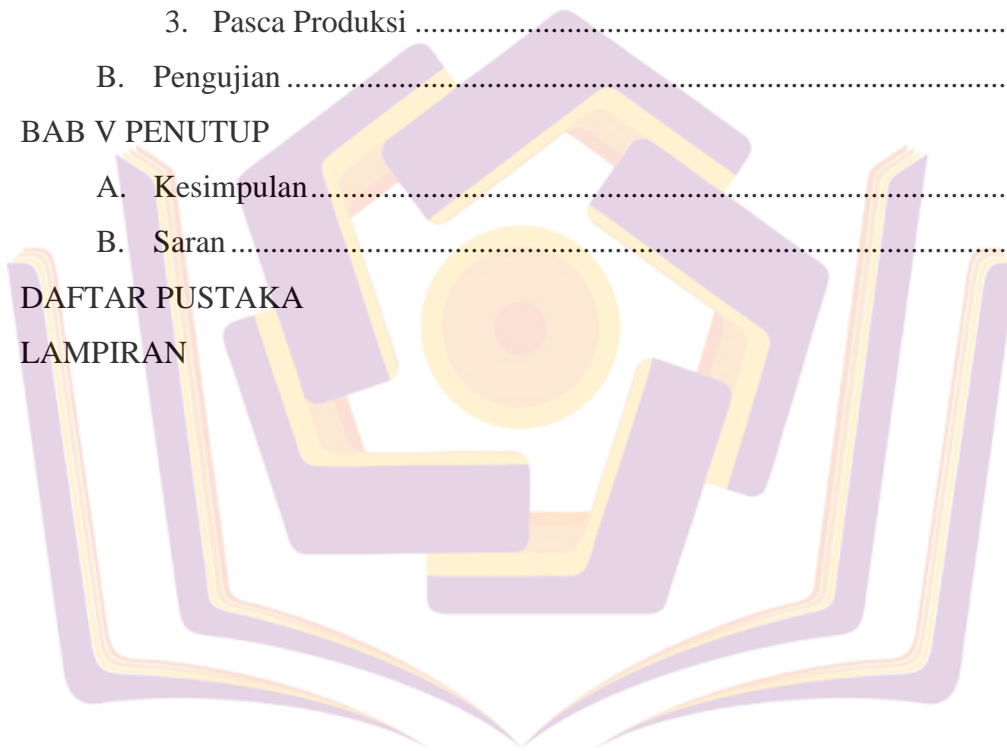 3. Pasca Produksi ...............................................................................
B. Pengujian ...............................................................................................
BAB V PENUTUP
A. Kesimpulan............................................................................................
B. Saran ......................................................................................................
DAFTAR PUSTAKA
LAMPIRAN